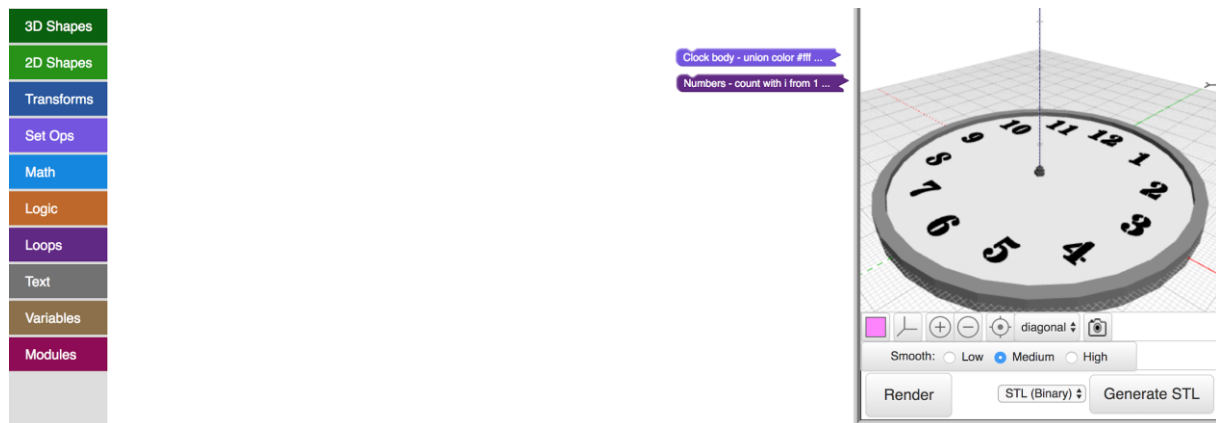 3D Shapes
2D Shapes
Transforms
Set Ops
Math
Logic
Loops
Text
Variables
Modules
Clock body - union color #fff ...
Numbers - count with i from 1 ...
10 11 12
9 1
8 2
7 3
6 4
5
diagonal
Smooth: Low Medium High
Render STL (Binary) Generate STL